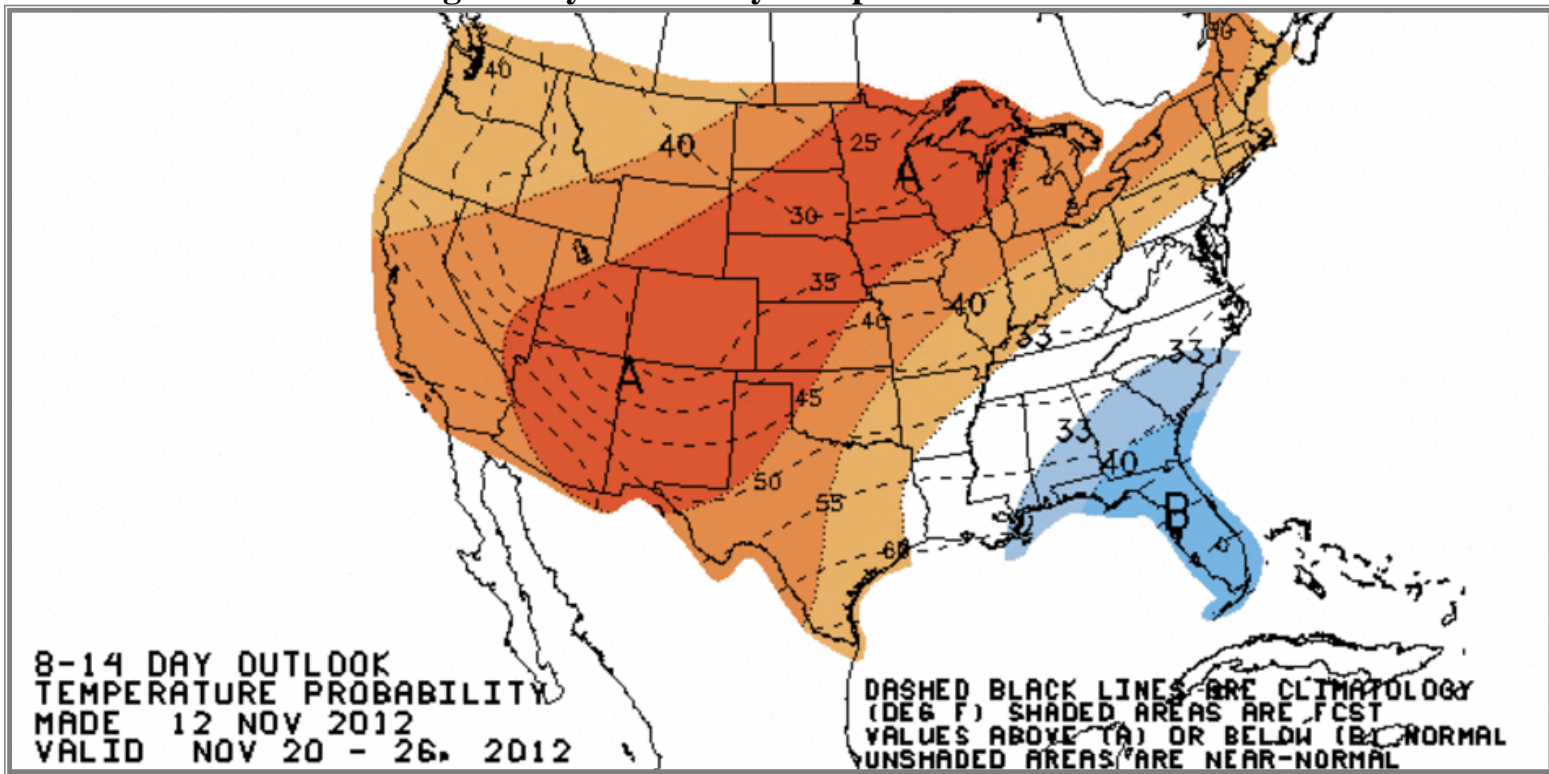 40
30
40
25
A
30
35
40
40
33
33
A
45
33
40
50
55
B
60
8-14 DAY OUTLOOK
TEMPERATURE PROBABILITY
MADE 12 NOV 2012
VALID NOV 20 - 26, 2012
DASHED BLACK LINES ARE CLIMATOLOGY
(DEG F) SHADED AREAS ARE FCST
VALUES ABOVE (A) OR BELOW (B) NORMAL
UNSHADED AREAS ARE NEAR-NORMAL